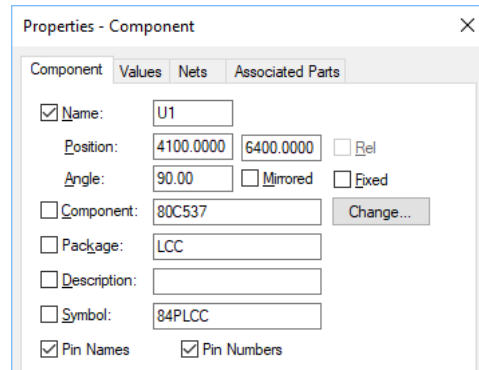 Properties - Component
Component Values Nets Associated Parts
Name: U1
Position: 4100.0000 6400.0000 Rel
Angle: 90.00 Mirrored Fixed
Component: 80C537 Change...
Package: LCC
Description:
Symbol: 84PLCC
Pin Names Pin Numbers